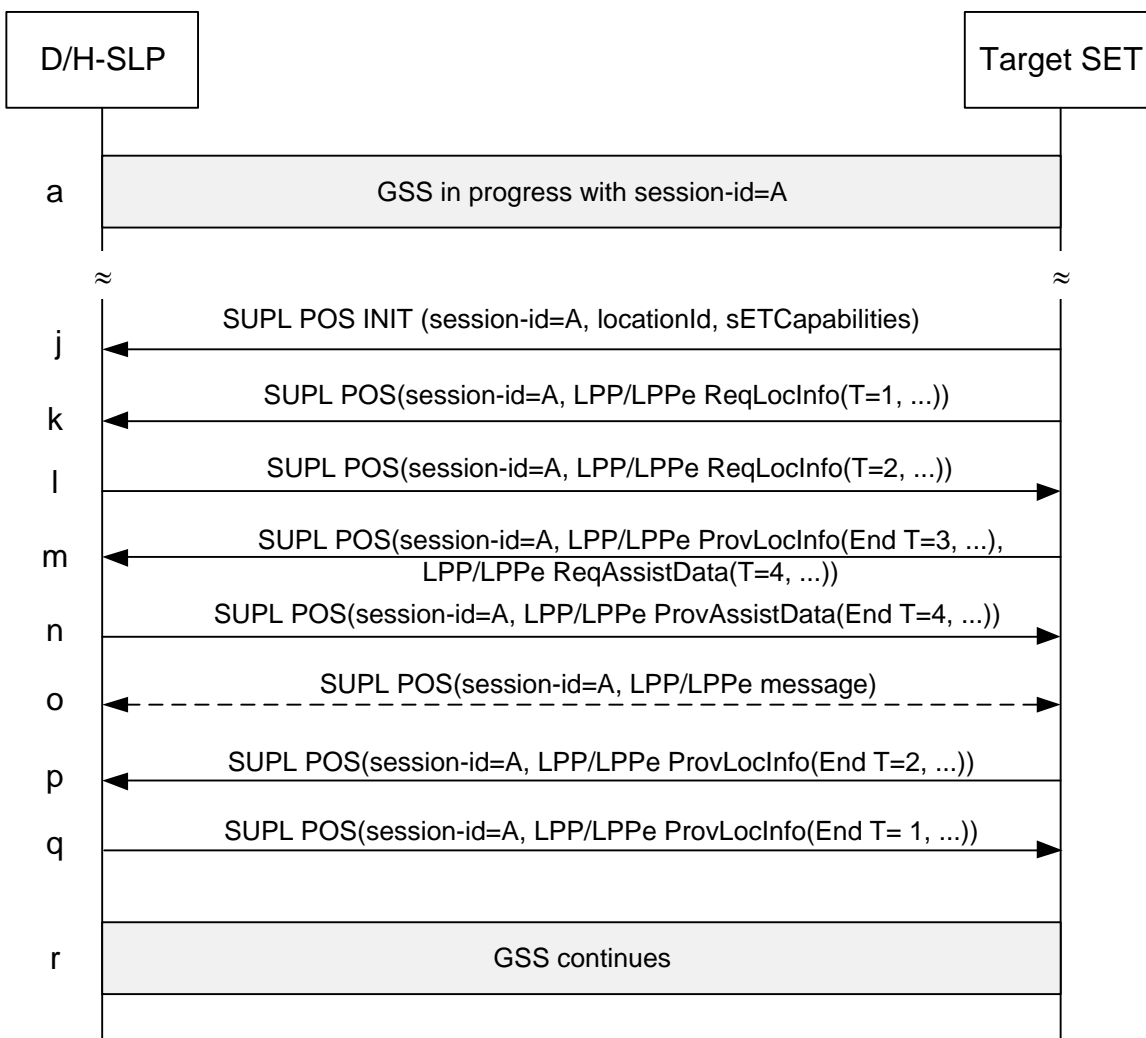 D/H-SLP
Target SET
a
GSS in progress with session-id=A
≈
≈
SUPL POS INIT (session-id=A, locationId, sETCapabilities)
j
SUPL POS(session-id=A, LPP/LPPe ReqLocInfo(T=1, ...))
k
SUPL POS(session-id=A, LPP/LPPe ReqLocInfo(T=2, ...))
l
SUPL POS(session-id=A, LPP/LPPe ProvLocInfo(End T=3, ...),
LPP/LPPe ReqAssistData(T=4, ...))
m
SUPL POS(session-id=A, LPP/LPPe ProvAssistData(End T=4, ...))
n
SUPL POS(session-id=A, LPP/LPPe message)
o
SUPL POS(session-id=A, LPP/LPPe ProvLocInfo(End T=2, ...))
p
SUPL POS(session-id=A, LPP/LPPe ProvLocInfo(End T= 1, ...))
q
r
GSS continues